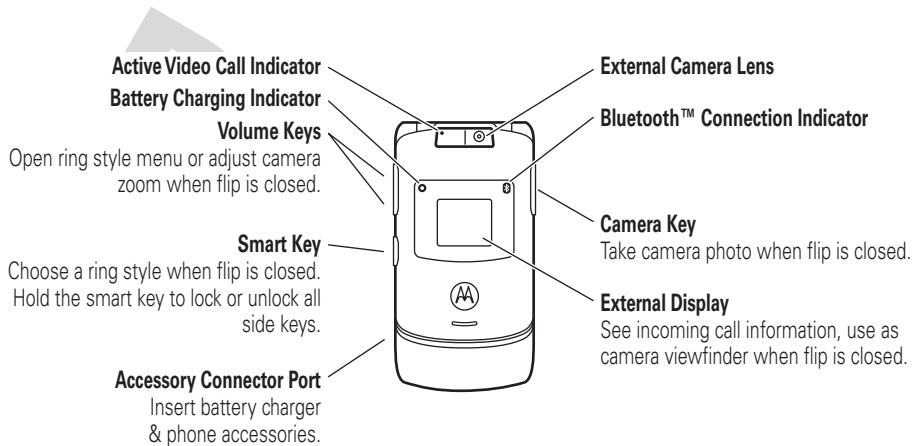 Active Video Call Indicator
Battery Charging Indicator
Volume Keys
Open ring style menu or adjust camera
zoom when flip is closed.
Smart Key
Choose a ring style when flip is closed.
Hold the smart key to lock or unlock all
side keys.
Accessory Connector Port
Insert battery charger
& phone accessories.
External Camera Lens
Bluetooth™ Connection Indicator
Camera Key
Take camera photo when flip is closed.
External Display
See incoming call information, use as
camera viewfinder when flip is closed.